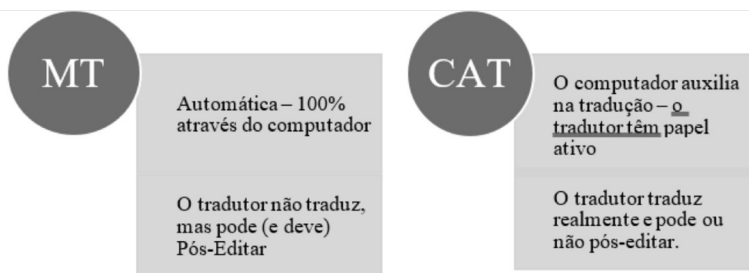 MT
Automática – 100%
através do computador
O tradutor não traduz,
mas pode (e deve)
Pós-Editar
CAT
O computador auxilia
na tradução – o
tradutor têm papel
ativo
O tradutor traduz
realmente e pode ou
não pós-editar.